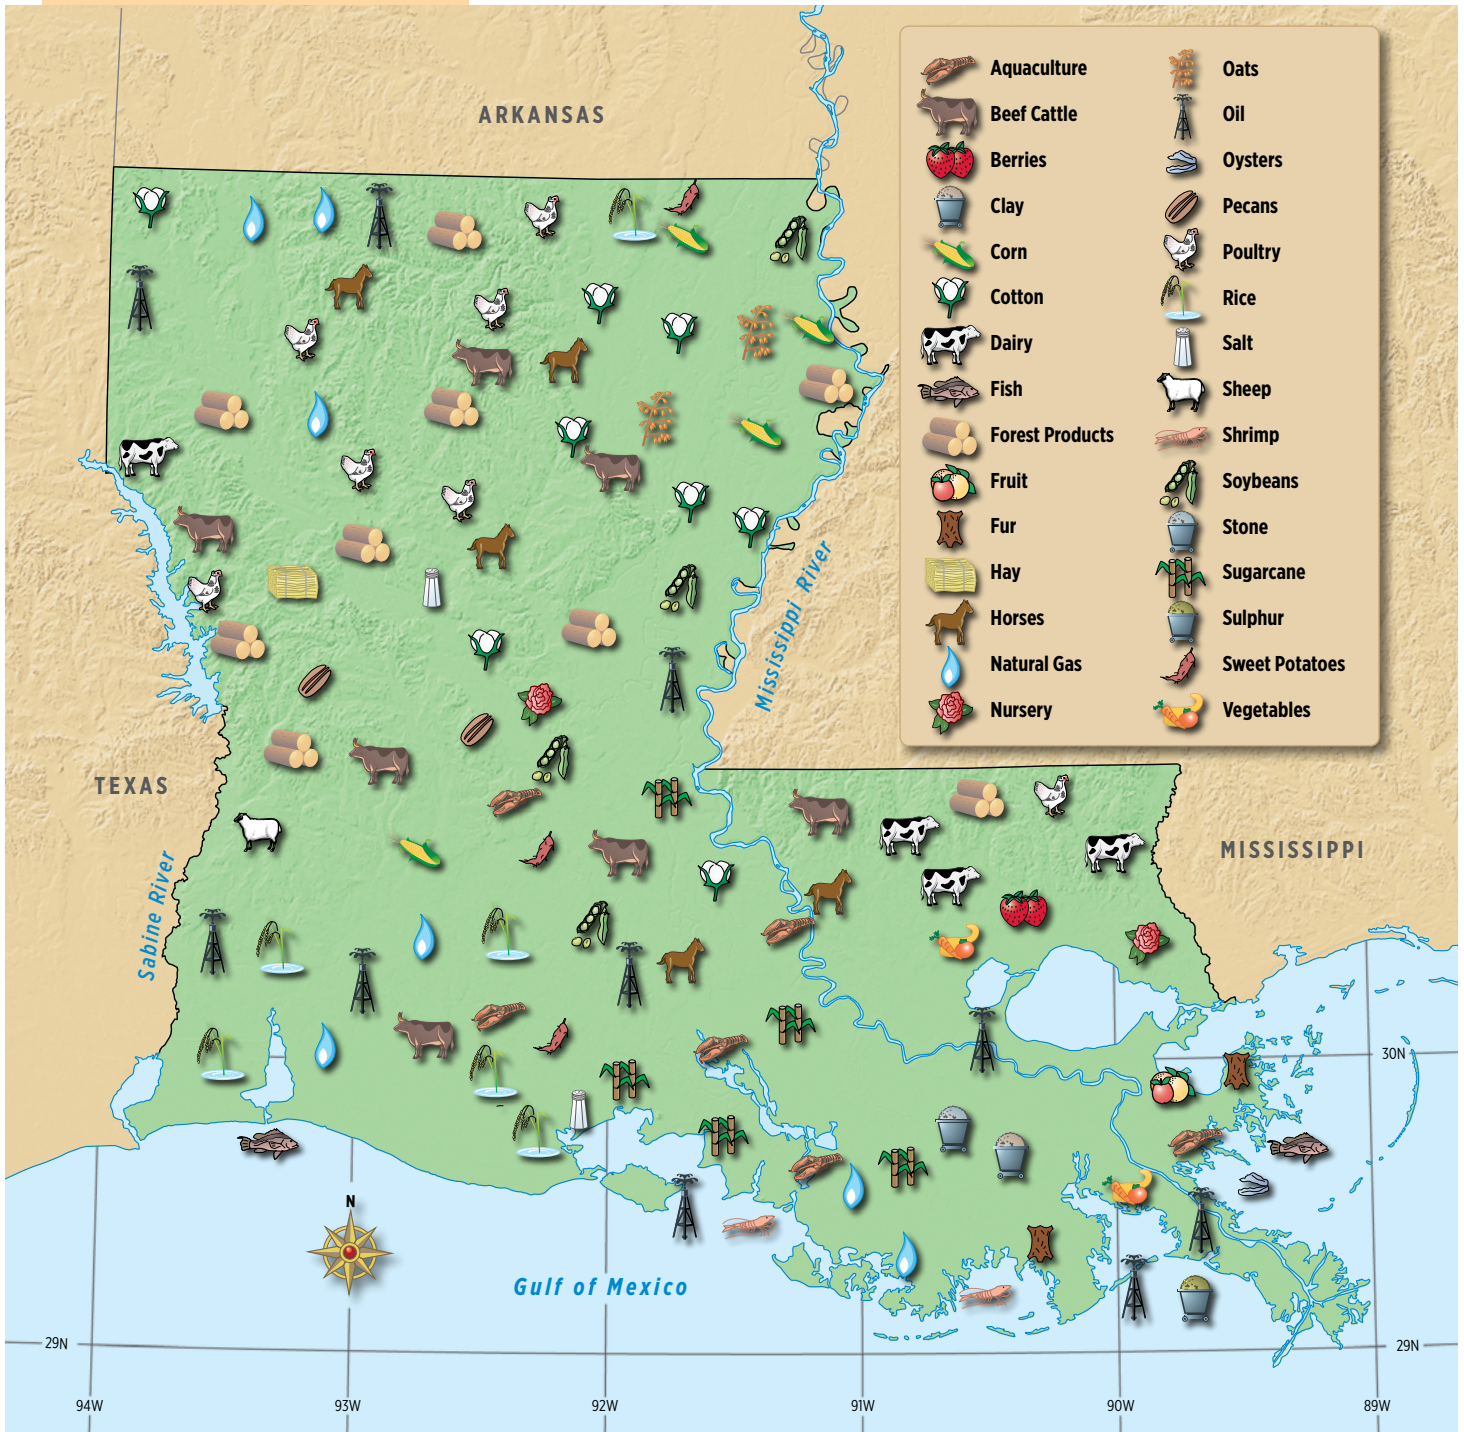 ARKANSAS
Aquaculture
Beef Cattle
Berries
Clay
Corn
Cotton
Dairy
Fish
Forest Products
Fruit
Fur
Hay
Horses
Natural Gas
Nursery
Oats
Oil
Oysters
Pecans
Poultry
Rice
Salt
Sheep
Shrimp
Soybeans
Stone
Sugarcane
Sulphur
Sweet Potatoes
Vegetables
Mississippi River
TEXAS
MISSISSIPPI
Sabine River
30N
N
Gulf of Mexico
29N
29N
94W
93W
92W
91W
90W
89W